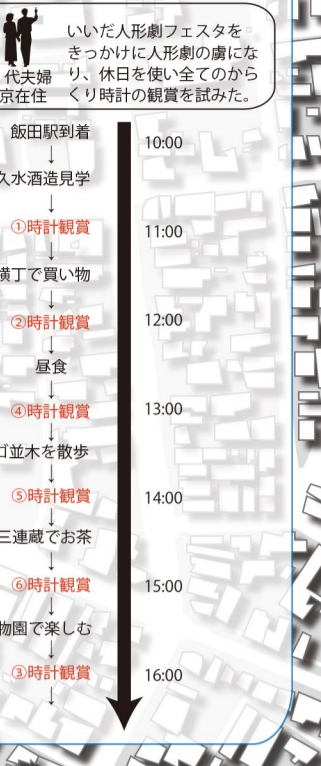 いいだ人形劇フェスタを
きっかけに人形劇の虜にな
り、休日を使い全てのから
くり時計の観賞を試みた。
代夫婦
京在住
飯田駅到着
↓
10:00
久水酒造見学
↓
①時計観賞
11:00
↓
横丁で買い物
↓
②時計観賞
12:00
↓
昼食
↓
④時計観賞
13:00
↓
ゴ並木を散歩
↓
⑤時計観賞
14:00
↓
三連蔵でお茶
↓
⑥時計観賞
15:00
↓
物園で楽しむ
↓
③時計観賞
16:00
↓